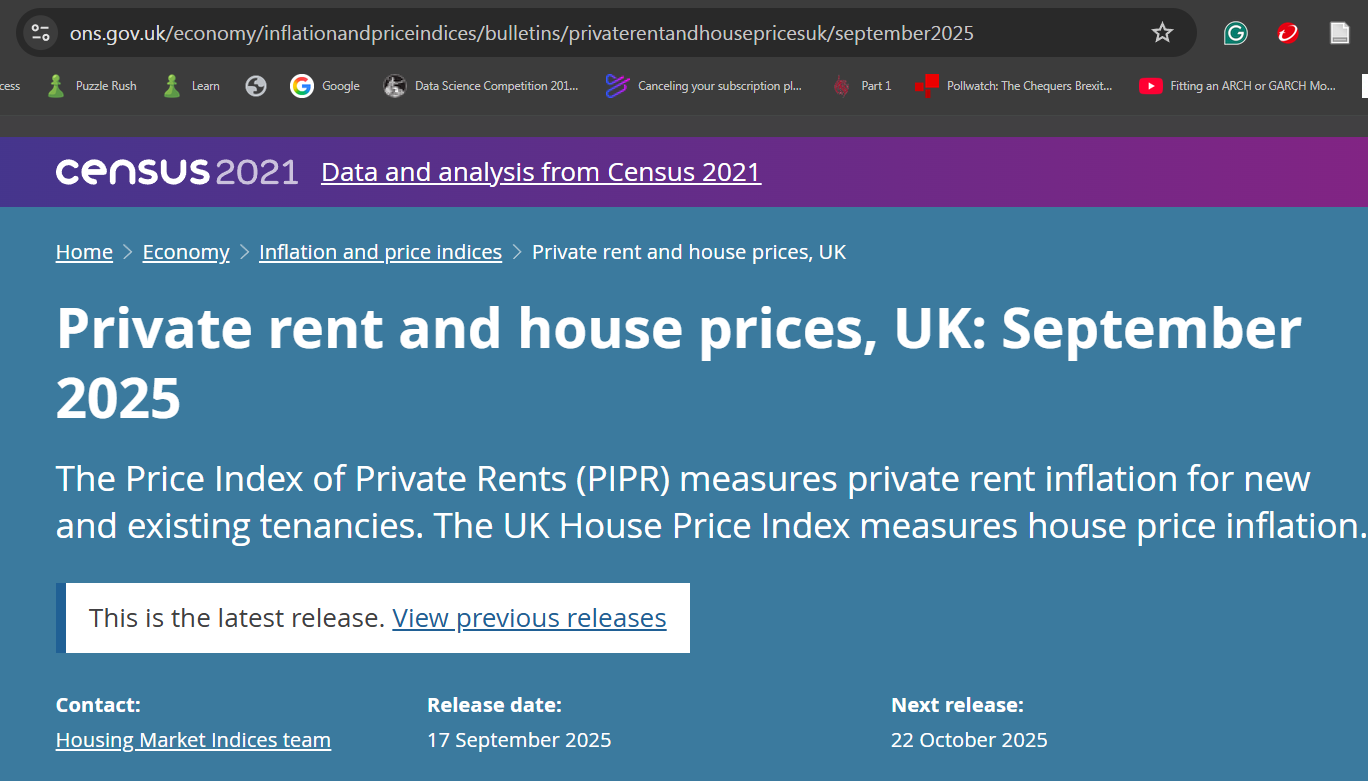 ons.gov.uk/economy/inflationandpriceindices/bulletins/privaterentandhousepricesuk/september2025
cess Puzzle Rush Learn Google Data Science Competition 201... Canceling your subscription pl... Part 1 Pollwatch: The Chequers Brexit... Fitting an ARCH or GARCH Mo...
census 2021 Data and analysis from Census 2021
Home > Economy > Inflation and price indices > Private rent and house prices, UK
Private rent and house prices, UK: September
2025
The Price Index of Private Rents (PIPR) measures private rent inflation for new
and existing tenancies. The UK House Price Index measures house price inflation.
This is the latest release. View previous releases
Contact: Release date: Next release:
Housing Market Indices team 17 September 2025 22 October 2025